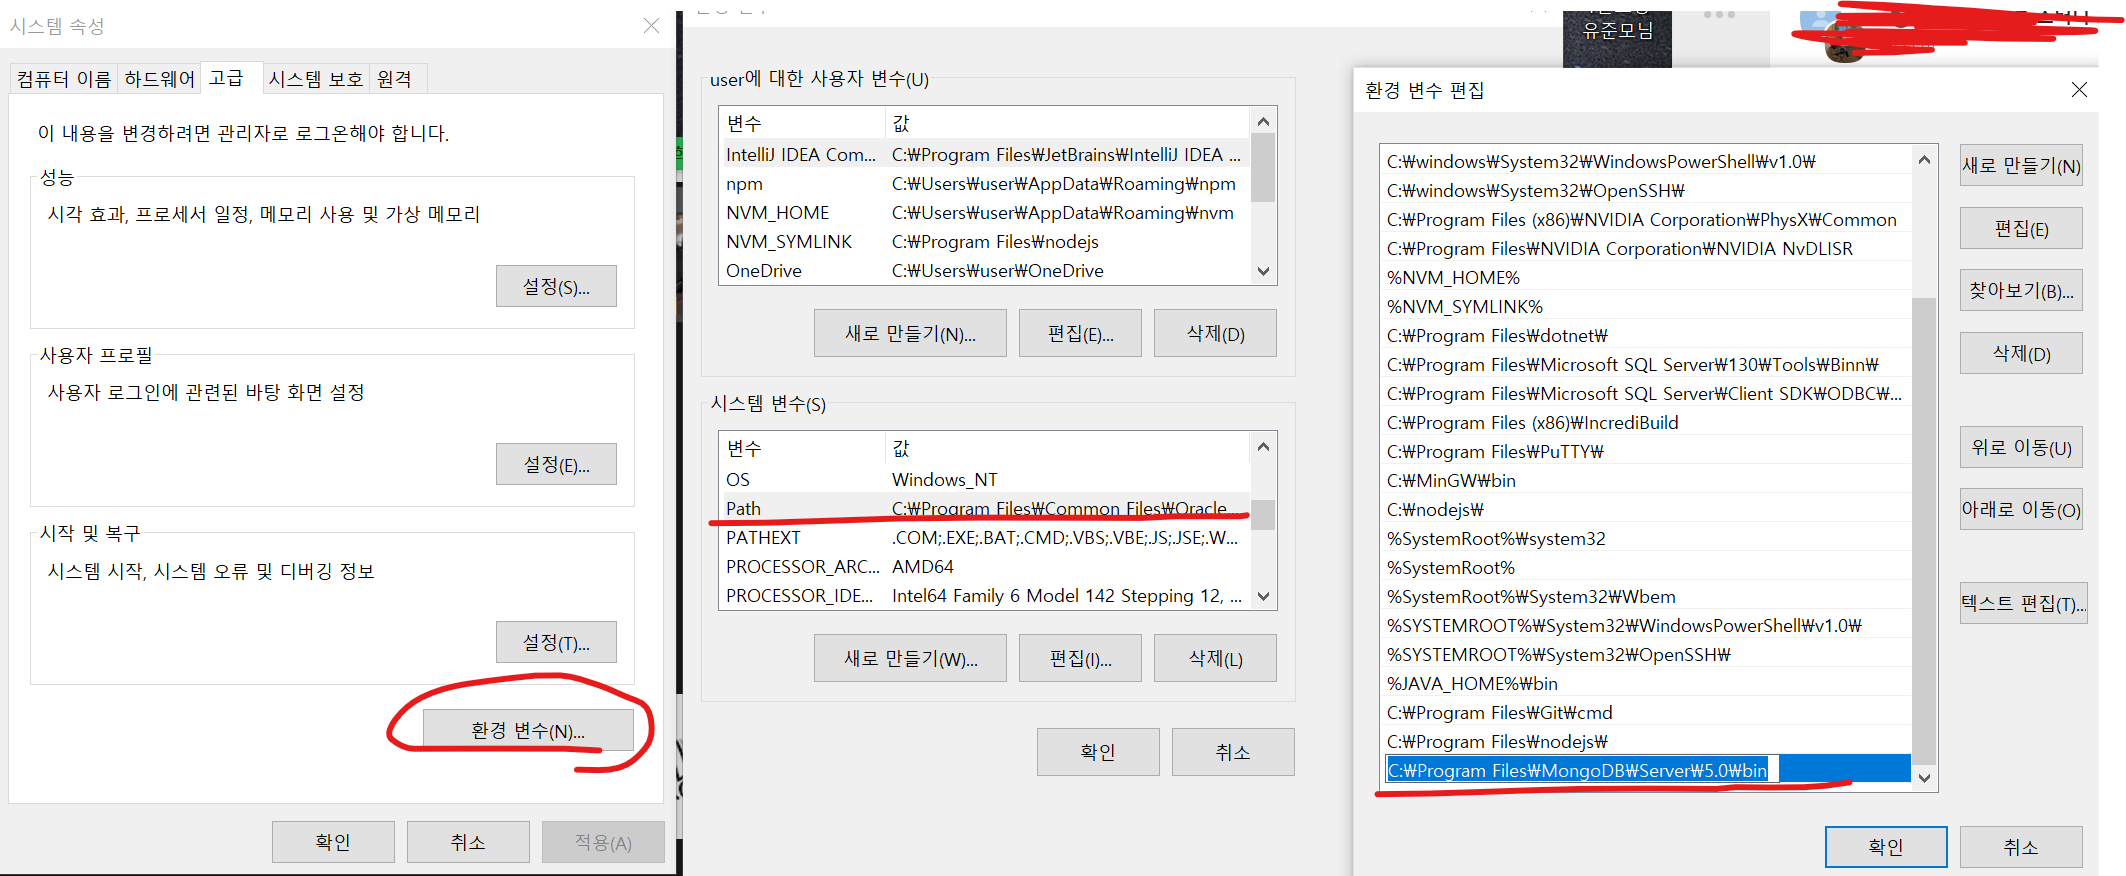 시스템 속성
컴퓨터 이름 하드웨어 고급 시스템 보호 원격
이 내용을 변경하려면 관리자로 로그온해야 합니다.
성능
시각 효과, 프로세서 일정, 메모리 사용 및 가상 메모리
설정(S)...
사용자 프로필
사용자 로그인에 관련된 바탕 화면 설정
설정(E)...
시작 및 복구
시스템 시작, 시스템 오류 및 디버깅 정보
설정(T)...
환경 변수(N)...
확인 취소 적용(A)
user에 대한 사용자 변수(U)
변수 값
IntelliJ IDEA Com... C:₩Program Files₩JetBrains₩IntelliJ IDEA ...
npm C:₩Users₩user₩AppData₩Roaming₩npm
NVM_HOME C:₩Users₩user₩AppData₩Roaming₩nvm
NVM_SYMLINK C:₩Program Files₩nodejs
OneDrive C:₩Users₩user₩OneDrive
새로 만들기(N)... 편집(E)... 삭제(D)
시스템 변수(S)
변수 값
OS Windows_NT
Path C:₩Program Files₩Common Files₩Oracle...
PATHEXT .COM;.EXE;.BAT;.CMD;.VBS;.VBE;.JS;.JSE;.W...
PROCESSOR_ARC... AMD64
PROCESSOR_IDE... Intel64 Family 6 Model 142 Stepping 12, ...
새로 만들기(W)... 편집(I)... 삭제(L)
확인 취소
유준모님
환경 변수 편집
C:₩windows₩System32₩WindowsPowerShell₩v1.0₩
C:₩windows₩System32₩OpenSSH₩
C:₩Program Files (x86)₩NVIDIA Corporation₩PhysX₩Common
C:₩Program Files₩NVIDIA Corporation₩NVIDIA NvDLISR
%NVM_HOME%
%NVM_SYMLINK%
C:₩Program Files₩dotnet₩
C:₩Program Files₩Microsoft SQL Server₩130₩Tools₩Binn₩
C:₩Program Files₩Microsoft SQL Server₩Client SDK₩ODBC₩...
C:₩Program Files (x86)₩IncrediBuild
C:₩Program Files₩PuTTY₩
C:₩MinGW₩bin
C:₩nodejs₩
%SystemRoot%₩system32
%SystemRoot%
%SystemRoot%₩System32₩Wbem
%SYSTEMROOT%₩System32₩WindowsPowerShell₩v1.0₩
%SYSTEMROOT%₩System32₩OpenSSH₩
%JAVA_HOME%₩bin
C:₩Program Files₩Git₩cmd
C:₩Program Files₩nodejs₩
C:₩Program Files₩MongoDB₩Server₩5.0₩bin
새로 만들기(N)
편집(E)
찾아보기(B)...
삭제(D)
위로 이동(U)
아래로 이동(O)
텍스트 편집(T)...
확인 취소